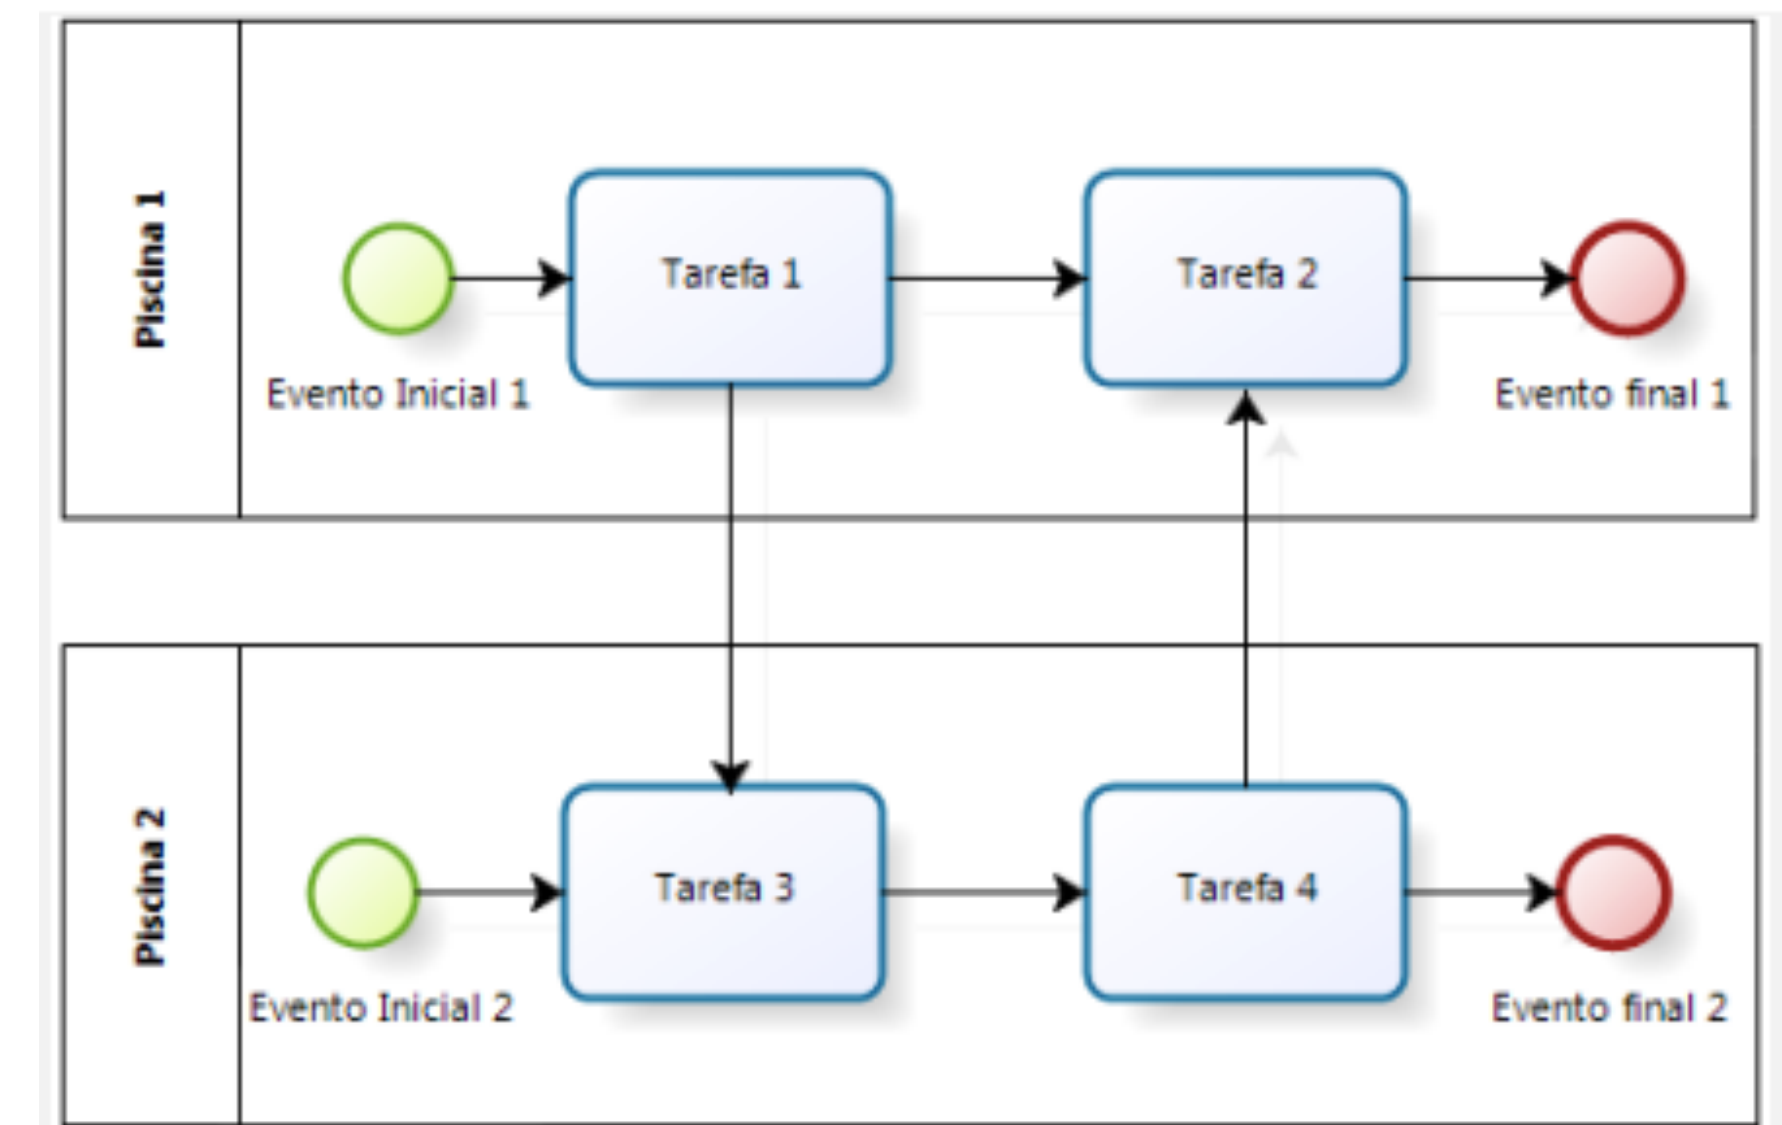 Piscina 1
Tarefa 1
Tarefa 2
Evento Inicial 1
Evento final 1
Piscina 2
Tarefa 3
Tarefa 4
Evento Inicial 2
Evento final 2